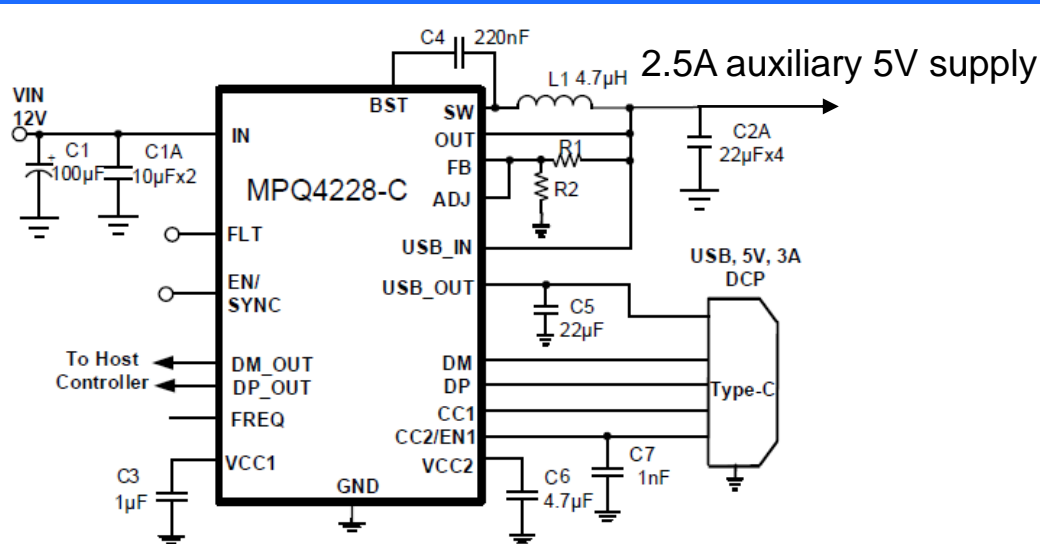 2.5A auxiliary 5V supply
C4 220nF
L1 4.7µH
VIN
12V
BST
SW
IN
OUT
C1
100µF
+
C1A
10µFx2
MPQ4228-C
FB
R1
R2
ADJ
C2A
22µFx4
FLT
USB_IN
USB, 5V, 3A
DCP
EN/
SYNC
USB_OUT
C5
22µF
To Host
Controller
DM_OUT
DP_OUT
DM
DP
Type-C
FREQ
CC1
CC2/EN1
VCC1
VCC2
C7
1nF
C3
1µF
GND
C6
4.7µF